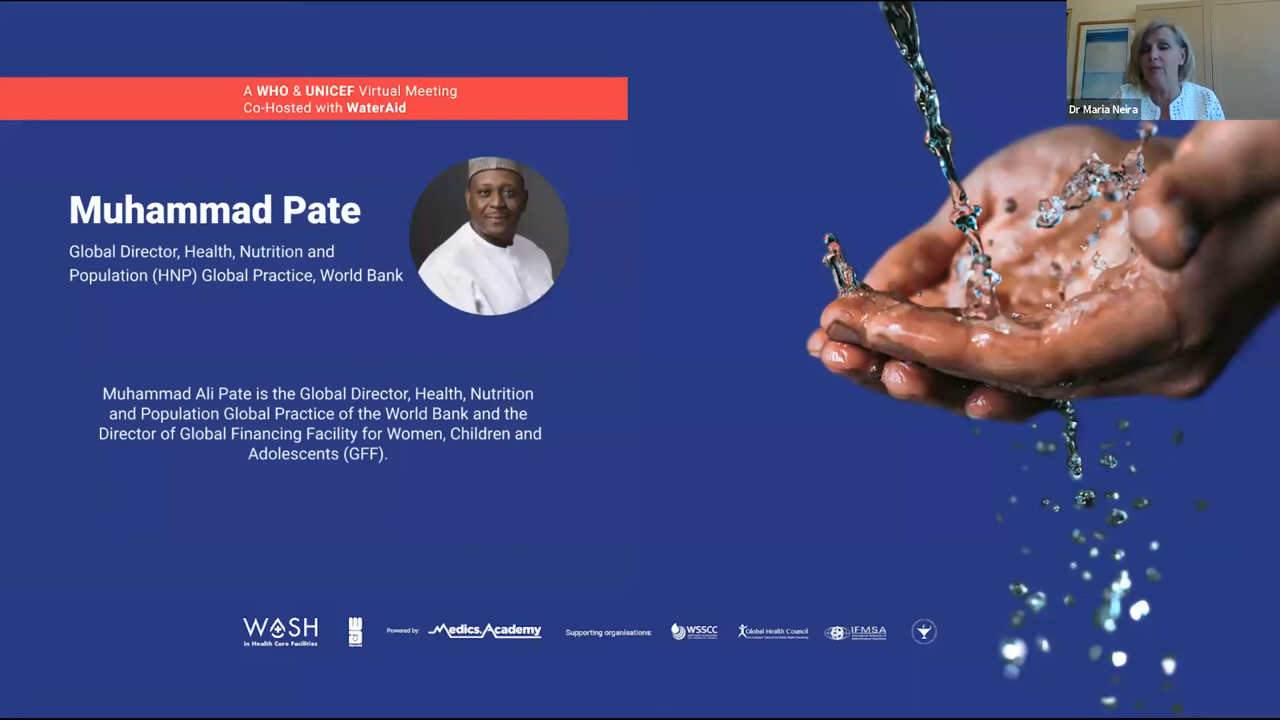 A WHO & UNICEF Virtual Meeting
Co-Hosted with WaterAid
Dr Maria Neira
Muhammad Pate
Global Director, Health, Nutrition and
Population (HNP) Global Practice, World Bank
Muhammad Ali Pate is the Global Director, Health, Nutrition
and Population Global Practice of the World Bank and the
Director of Global Financing Facility for Women, Children and
Adolescents (GFF).
WASH
in Health Care Facilities
Powered by:
Medics.Academy
Supporting organisations:
WSSCC
Global Health Council
IFMSA